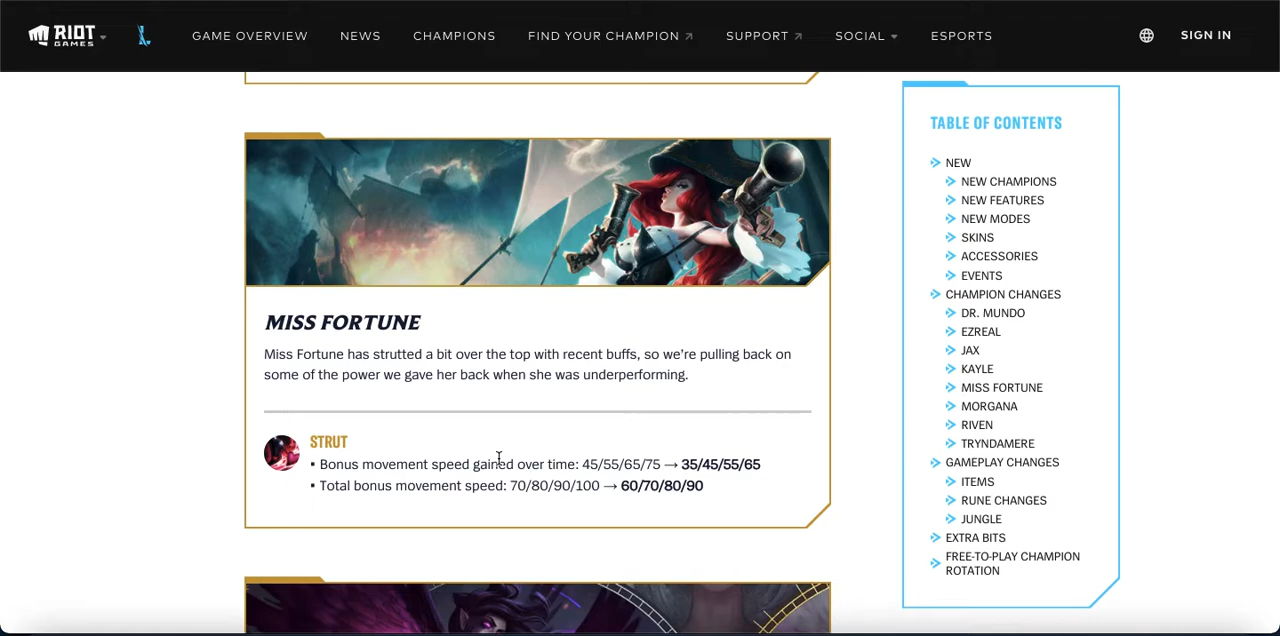 RIOT GAMES
GAME OVERVIEW
NEWS
CHAMPIONS
FIND YOUR CHAMPION
SUPPORT
SOCIAL
ESPORTS
SIGN IN
MISS FORTUNE
Miss Fortune has strutted a bit over the top with recent buffs, so we’re pulling back on
some of the power we gave her back when she was underperforming.
STRUT
▪ Bonus movement speed gained over time: 45/55/65/75 → 35/45/55/65
▪ Total bonus movement speed: 70/80/90/100 → 60/70/80/90
TABLE OF CONTENTS
NEW
NEW CHAMPIONS
NEW FEATURES
NEW MODES
SKINS
ACCESSORIES
EVENTS
CHAMPION CHANGES
DR. MUNDO
EZREAL
JAX
KAYLE
MISS FORTUNE
MORGANA
RIVEN
TRYNDAMERE
GAMEPLAY CHANGES
ITEMS
RUNE CHANGES
JUNGLE
EXTRA BITS
FREE-TO-PLAY CHAMPION
ROTATION